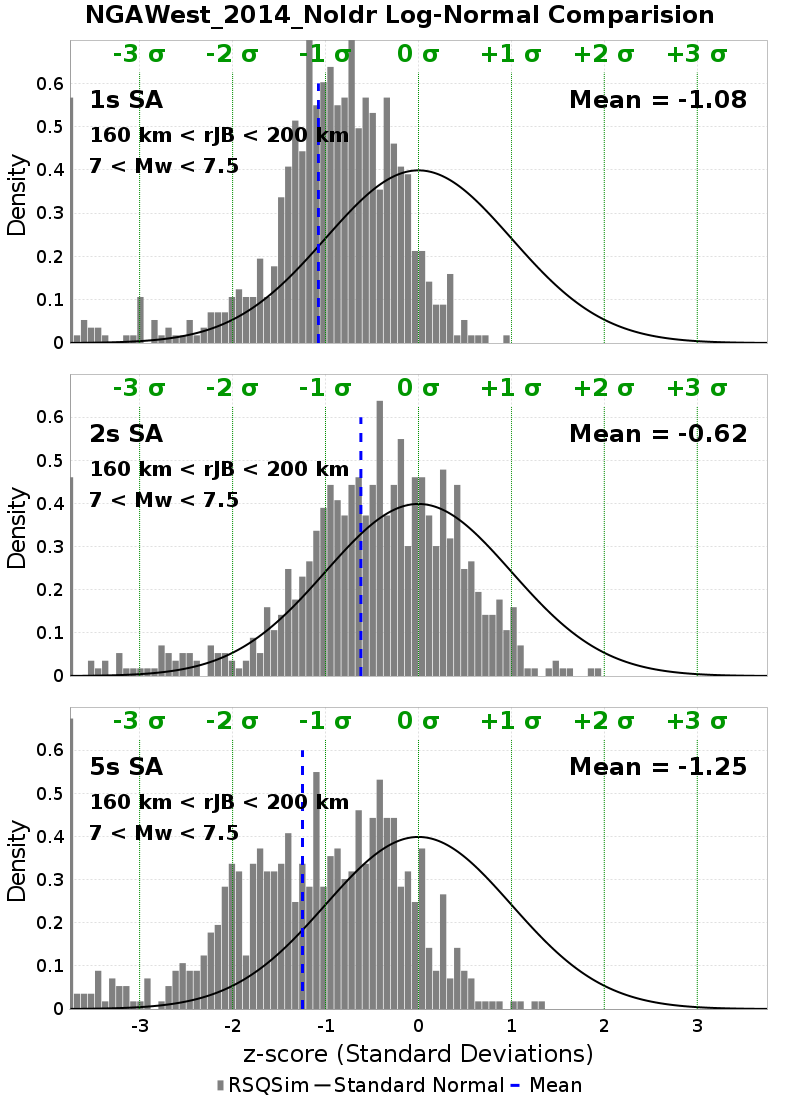 NGAWest_2014_NoIdr Log-Normal Comparision
-3 σ -2 σ -1 σ 0 σ +1 σ +2 σ +3 σ
0.6
1s SA Mean = -1.08
0.5
160 km < rJB < 200 km
7 < Mw < 7.5
0.4
Density
0.3
0.2
0.1
0
-3 σ -2 σ -1 σ 0 σ +1 σ +2 σ +3 σ
0.6
2s SA Mean = -0.62
0.5
160 km < rJB < 200 km
7 < Mw < 7.5
0.4
Density
0.3
0.2
0.1
0
-3 σ -2 σ -1 σ 0 σ +1 σ +2 σ +3 σ
0.6
5s SA Mean = -1.25
0.5
160 km < rJB < 200 km
7 < Mw < 7.5
0.4
Density
0.3
0.2
0.1
0
-3 -2 -1 0 1 2 3
z-score (Standard Deviations)
RSQSim Standard Normal Mean